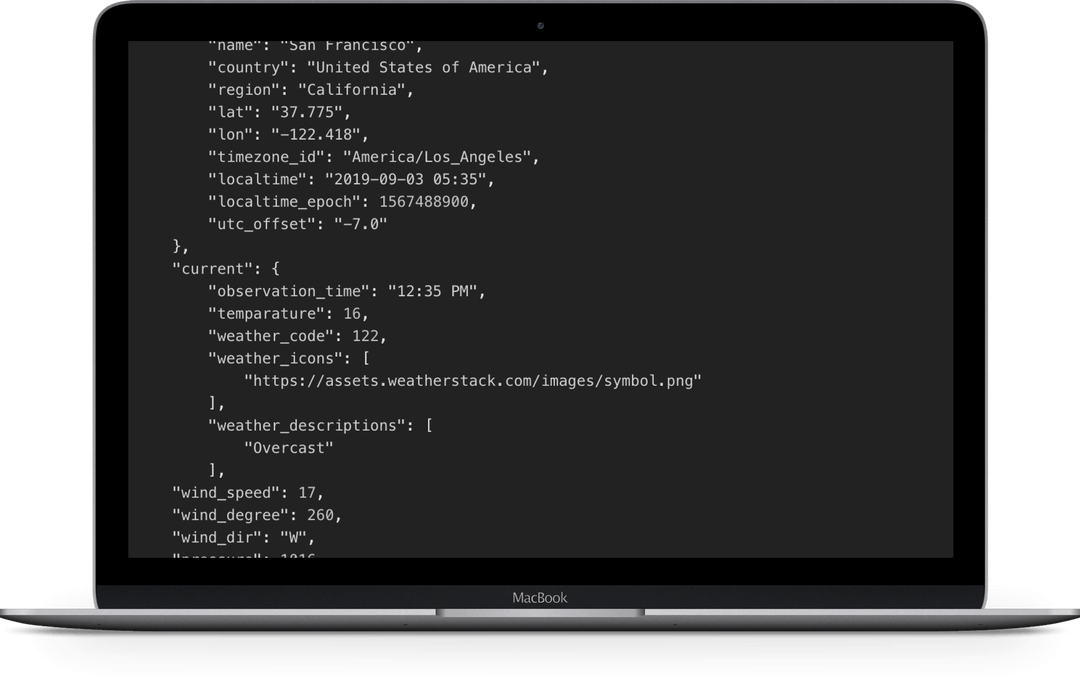 "name": "San Francisco",
"country": "United States of America",
"region": "California",
"lat": "37.775",
"lon": "-122.418",
"timezone_id": "America/Los_Angeles",
"localtime": "2019-09-03 05:35",
"localtime_epoch": 1567488900,
"utc_offset": "-7.0"
},
"current": {
"observation_time": "12:35 PM",
"temparature": 16,
"weather_code": 122,
"weather_icons": [
"https://assets.weatherstack.com/images/symbol.png"
],
"weather_descriptions": [
"Overcast"
],
"wind_speed": 17,
"wind_degree": 260,
"wind_dir": "W",
MacBook